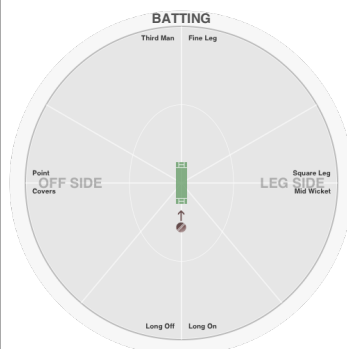 BATTING
Third Man Fine Leg
Point Square Leg
OFF SIDE LEG SIDE
Covers Mid Wicket
Long Off Long On